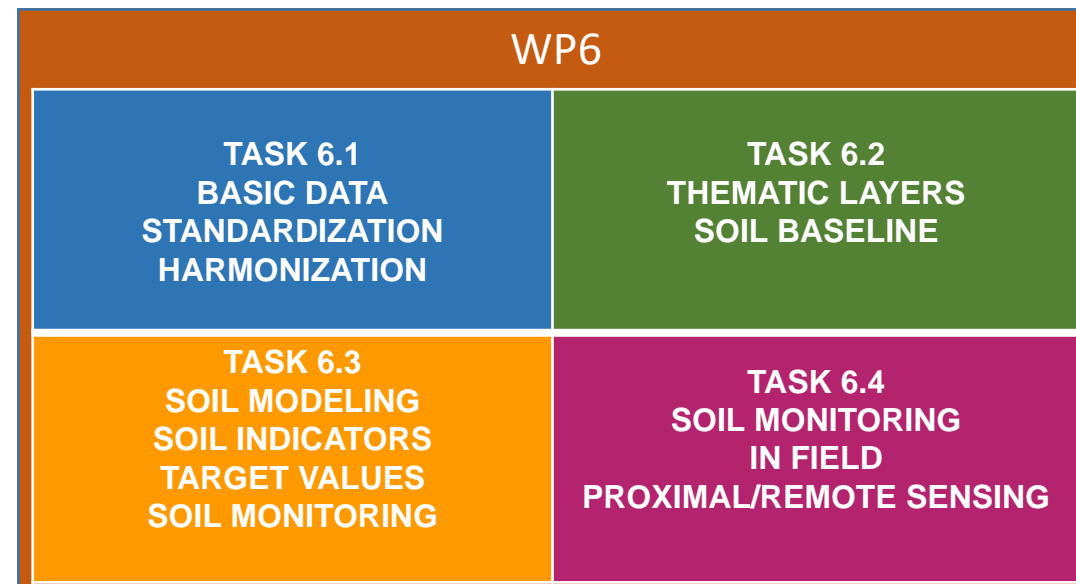 WP6
TASK 6.1
BASIC DATA
STANDARDIZATION
HARMONIZATION
TASK 6.2
THEMATIC LAYERS
SOIL BASELINE
TASK 6.3
SOIL MODELING
SOIL INDICATORS
TARGET VALUES
SOIL MONITORING
TASK 6.4
SOIL MONITORING
IN FIELD
PROXIMAL/REMOTE SENSING